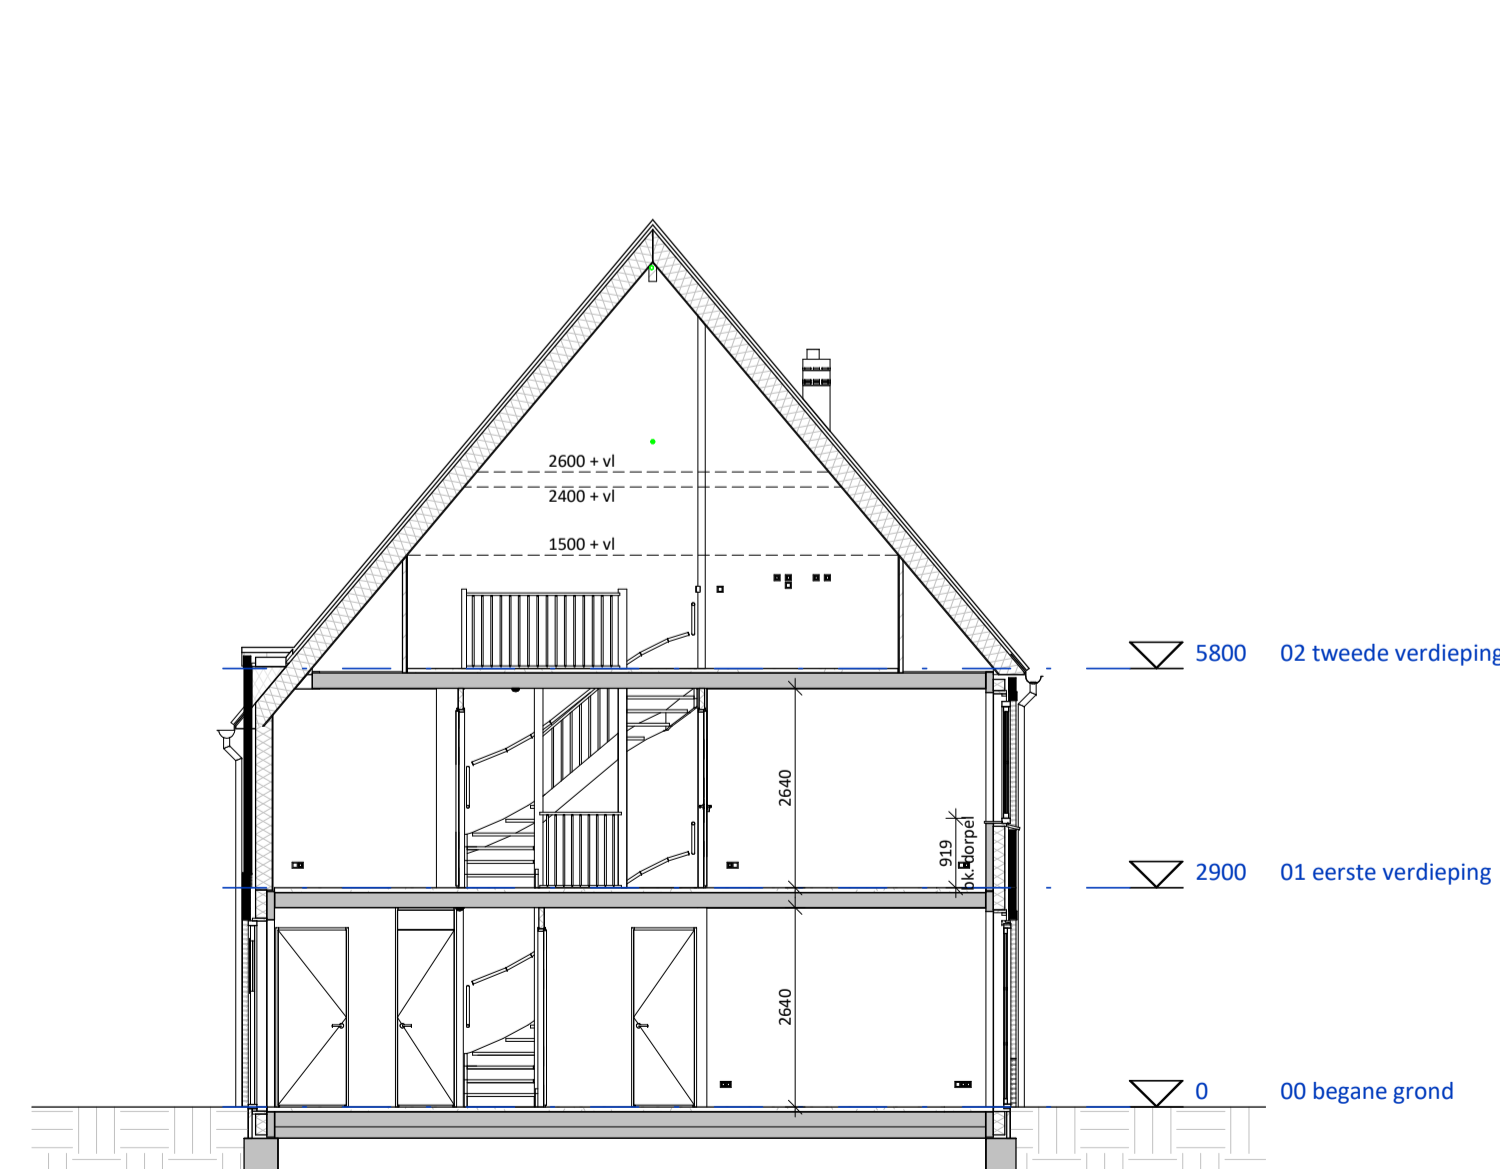 2600 + vl
2400 + vl
1500 + vl
5800 02 tweede verdieping
2640
919
bk. dorpel
2900 01 eerste verdieping
2640
0 00 begane grond